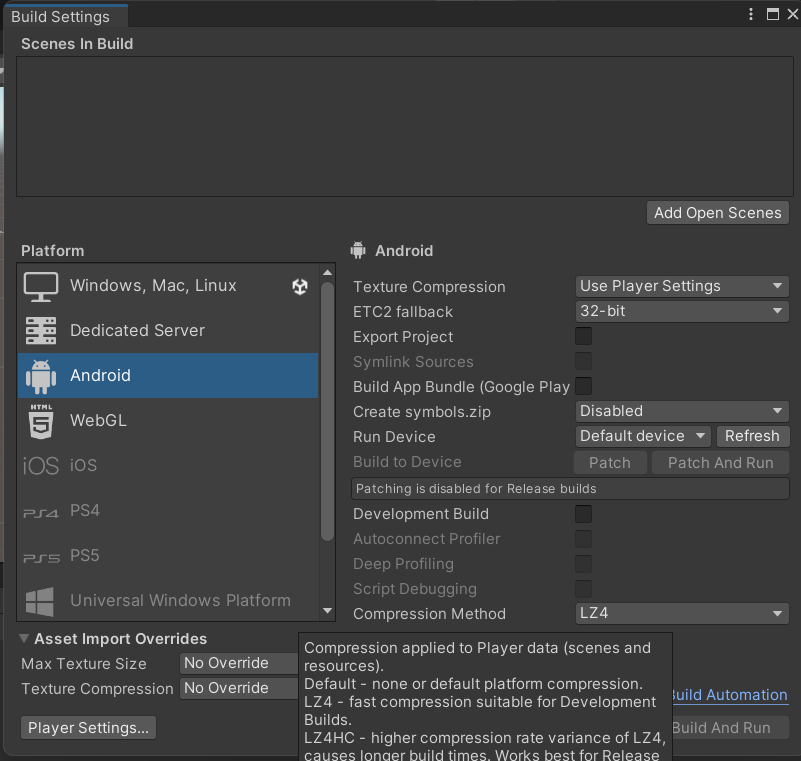 Build Settings
Scenes In Build
Add Open Scenes
Platform
Windows, Mac, Linux
Dedicated Server
Android
HTML
5
WebGL
iOS iOS
PS4 PS4
PS5 PS5
Universal Windows Platform
Android
Texture Compression Use Player Settings
ETC2 fallback 32-bit
Export Project
Symlink Sources
Build App Bundle (Google Play
Create symbols.zip Disabled
Run Device Default device Refresh
Build to Device Patch Patch And Run
Patching is disabled for Release builds
Development Build
Autoconnect Profiler
Deep Profiling
Script Debugging
Compression Method LZ4
Asset Import Overrides
Max Texture Size No Override
Texture Compression No Override
Player Settings...
Compression applied to Player data (scenes and
resources).
Default - none or default platform compression.
LZ4 - fast compression suitable for Development
Builds.
LZ4HC - higher compression rate variance of LZ4,
causes longer build times. Works best for Release
Build Automation
Build And Run